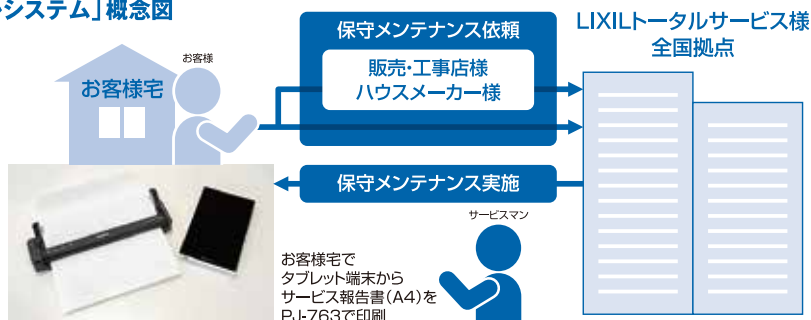 システム」概念図
お客様
お客様宅
保守メンテナンス依頼
販売・工事店様
ハウスメーカー様
LIXILトータルサービス様
全国拠点
保守メンテナンス実施
サービスマン
お客様宅で
タブレット端末から
サービス報告書（A4）を
PJ-763で印刷